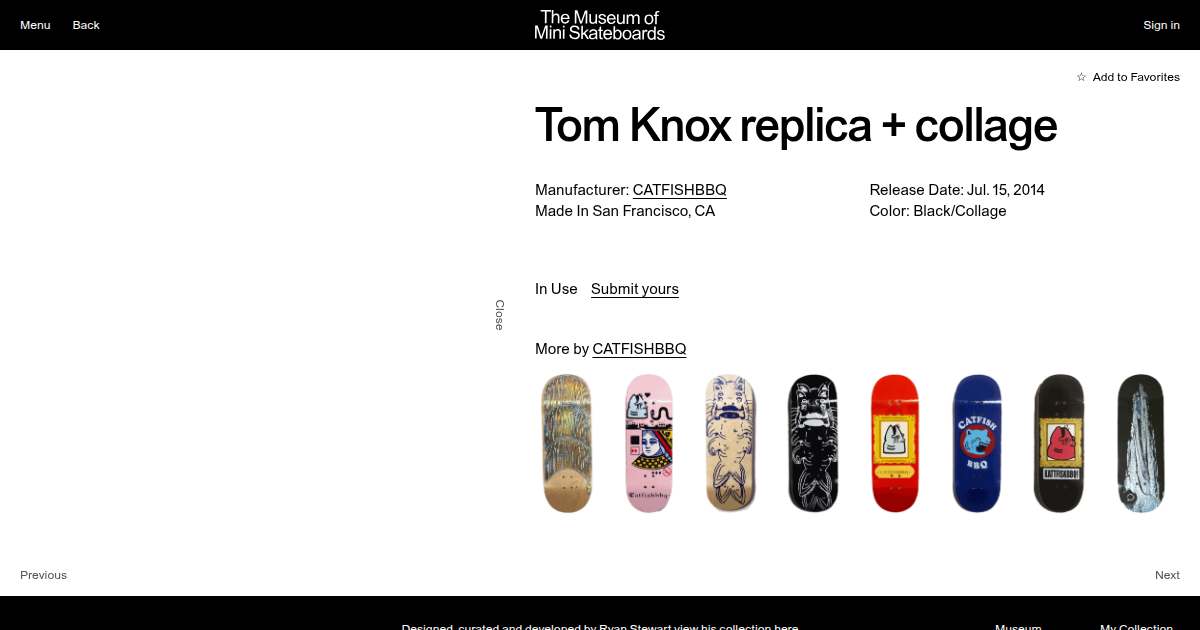 Menu
Back
The Museum of
Mini Skateboards
Sign in
☆ Add to Favorites
Tom Knox replica + collage
Manufacturer: CATFISHBBQ
Release Date: Jul. 15, 2014
Made In San Francisco, CA
Color: Black/Collage
In Use Submit yours
Close
More by CATFISHBBQ
Catfishbbq
CATFISH
BBQ
Previous
Next
Designed, curated and developed by Ryan Stewart view his collection here
Museum
My Collection